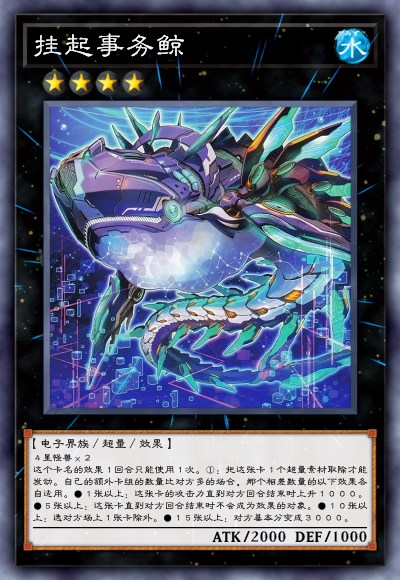 挂起事务鲸
水
【电子界族／超量／效果】
４星怪兽×２
这个卡名的效果１回合只能使用１次。①：把这张卡１个超量素材取除才能
发动。自己的额外卡组的数量比对方多的场合，那个相差数量的以下效果各
自适用。●１张以上：这张卡的攻击力直到对方回合结束时上升１０００。
●５张以上：这张卡直到对方回合结束时不会成为效果的对象。●１０张以
上：选对方场上１张卡除外。●１５张以上：对方基本分变成３０００。
ATK/2000 DEF/1000